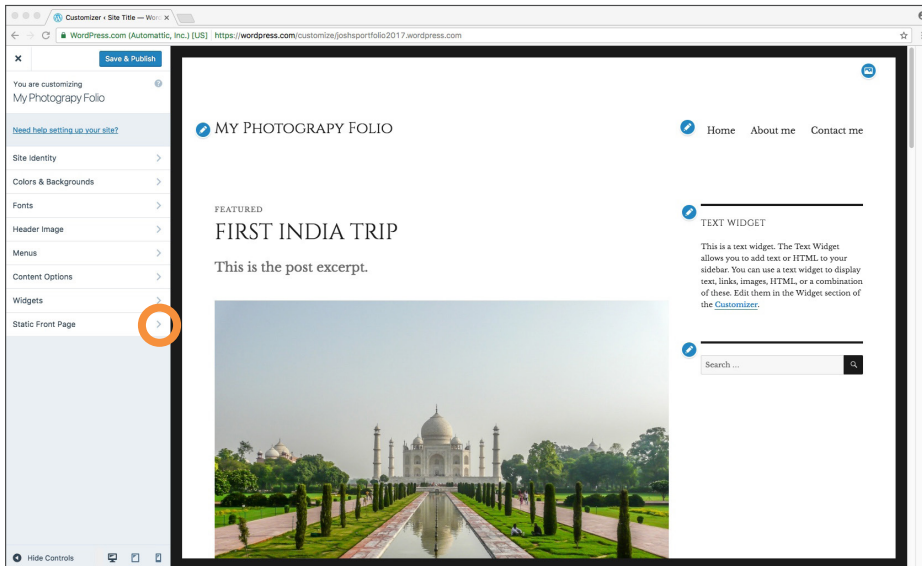 Customizer ‹ Site Title — Word
WordPress.com (Automattic, Inc.) [US] https://wordpress.com/customize/joshsportfolio2017.wordpress.com
Save & Publish
You are customizing
My Photograpy Folio
Need help setting up your site?
Site Identity
Colors & Backgrounds
Fonts
Header Image
Menus
Content Options
Widgets
Static Front Page
Hide Controls
My Photograpy Folio
Home About me Contact me
FEATURED
FIRST INDIA TRIP
This is the post excerpt.
TEXT WIDGET
This is a text widget. The Text Widget
allows you to add text or HTML to your
sidebar. You can use a text widget to display
text, links, images, HTML, or a combination
of these. Edit them in the Widget section of
the Customizer.
Search ...